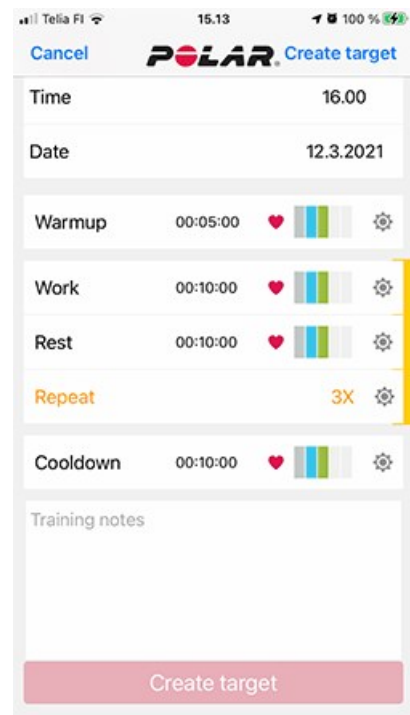 Telia FI 15.13 100 %
Cancel POLAR. Create target
Time 16.00
Date 12.3.2021
Warmup 00:05:00
Work 00:10:00
Rest 00:10:00
Repeat 3X
Cooldown 00:10:00
Training notes
Create target